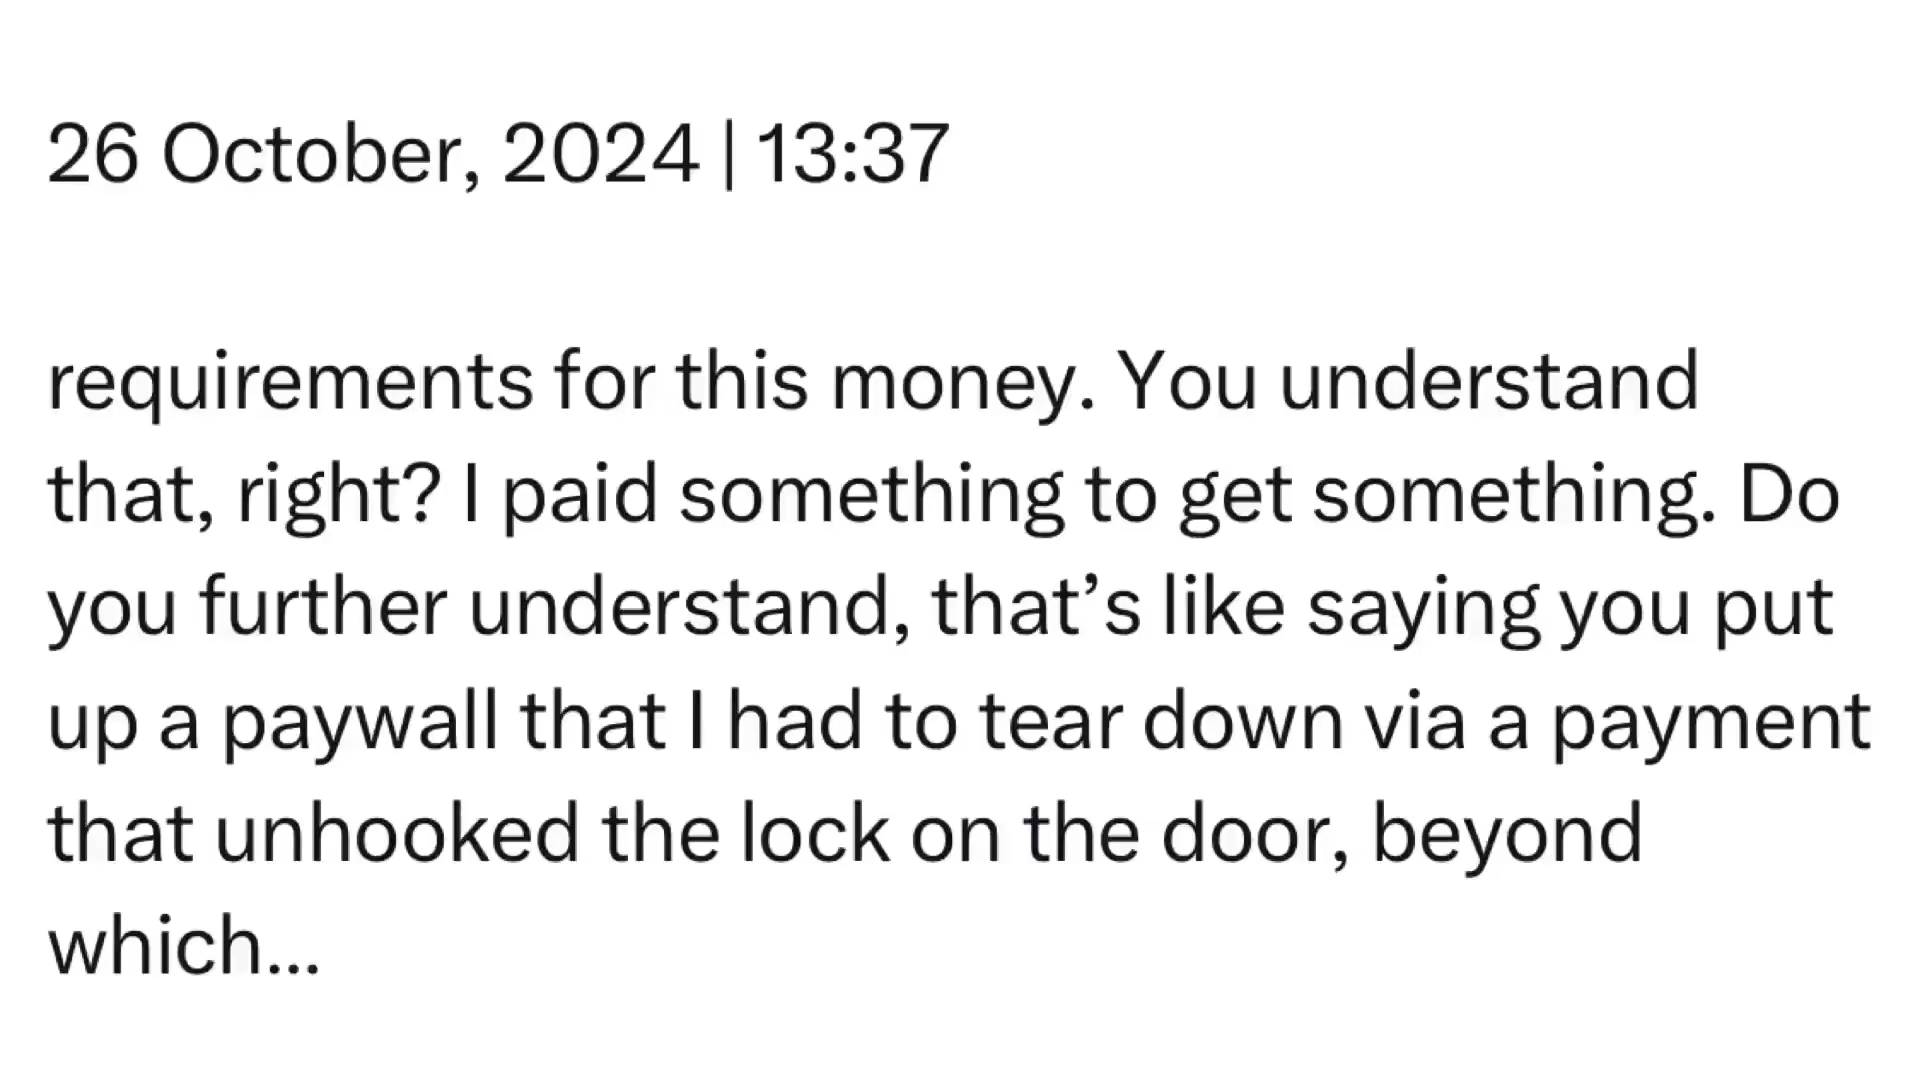 26 October, 2024 | 13:37
requirements for this money. You understand
that, right? I paid something to get something. Do
you further understand, that’s like saying you put
up a paywall that I had to tear down via a payment
that unhooked the lock on the door, beyond
which...